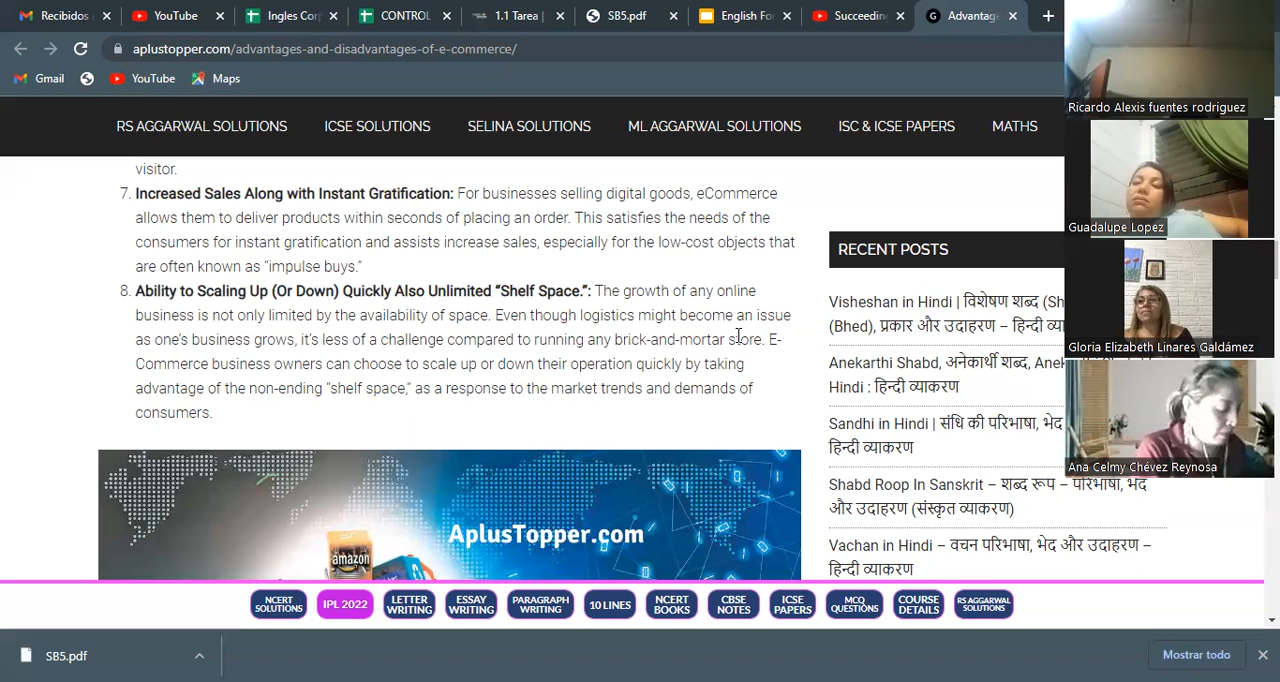 Recibidos
YouTube
Ingles Cor
CONTROL
1.1 Tarea |
SB5.pdf
English Fo
Succeeding
Advantage
aplustopper.com/advantages-and-disadvantages-of-e-commerce/
Gmail
YouTube
Maps
RS AGGARWAL SOLUTIONS
ICSE SOLUTIONS
SELINA SOLUTIONS
ML AGGARWAL SOLUTIONS
ISC & ICSE PAPERS
MATHS
visitor.
7. Increased Sales Along with Instant Gratification: For businesses selling digital goods, eCommerce
allows them to deliver products within seconds of placing an order. This satisfies the needs of the
consumers for instant gratification and assists increase sales, especially for the low-cost objects that
are often known as “impulse buys.”
8. Ability to Scaling Up (Or Down) Quickly Also Unlimited “Shelf Space.”: The growth of any online
business is not only limited by the availability of space. Even though logistics might become an issue
as one’s business grows, it’s less of a challenge compared to running any brick-and-mortar store. E-
Commerce business owners can choose to scale up or down their operation quickly by taking
advantage of the non-ending “shelf space,” as a response to the market trends and demands of
consumers.
AplusTopper.com
amazon
RECENT POSTS
Visheshan in Hindi | विशेषण शब्द (Sh
(Bhed), प्रकार और उदाहरण – हिन्दी व्या
Anekarthi Shabd, अनेकार्थी शब्द, Anek
Hindi : हिन्दी व्याकरण
Sandhi in Hindi | संधि की परिभाषा, भेद
हिन्दी व्याकरण
Shabd Roop In Sanskrit – शब्द रूप – परिभाषा, भेद
और उदाहरण (संस्कृत व्याकरण)
Vachan in Hindi – वचन परिभाषा, भेद और उदाहरण –
हिन्दी व्याकरण
Ricardo Alexis fuentes rodriguez
Guadalupe Lopez
Gloria Elizabeth Linares Galdámez
Ana Celmy Chévez Reynosa
NCERT
SOLUTIONS
IPL 2022
LETTER
WRITING
ESSAY
WRITING
PARAGRAPH
WRITING
10 LINES
NCERT
BOOKS
CBSE
NOTES
ICSE
PAPERS
MCQ
QUESTIONS
COURSE
DETAILS
RS AGGARWAL
SOLUTIONS
SB5.pdf
Mostrar todo